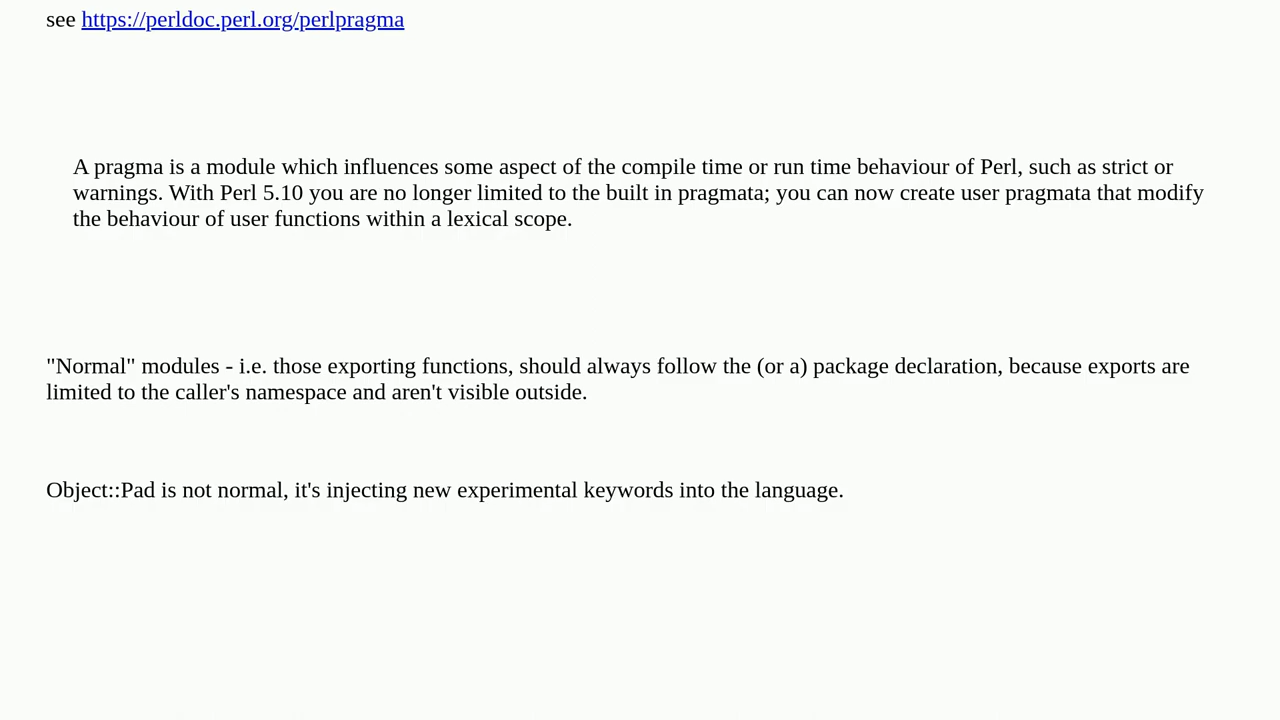 see https://perldoc.perl.org/perlpragma
A pragma is a module which influences some aspect of the compile time or run time behaviour of Perl, such as strict or
warnings. With Perl 5.10 you are no longer limited to the built in pragmata; you can now create user pragmata that modify
the behaviour of user functions within a lexical scope.
"Normal" modules - i.e. those exporting functions, should always follow the (or a) package declaration, because exports are
limited to the caller's namespace and aren't visible outside.
Object::Pad is not normal, it's injecting new experimental keywords into the language.